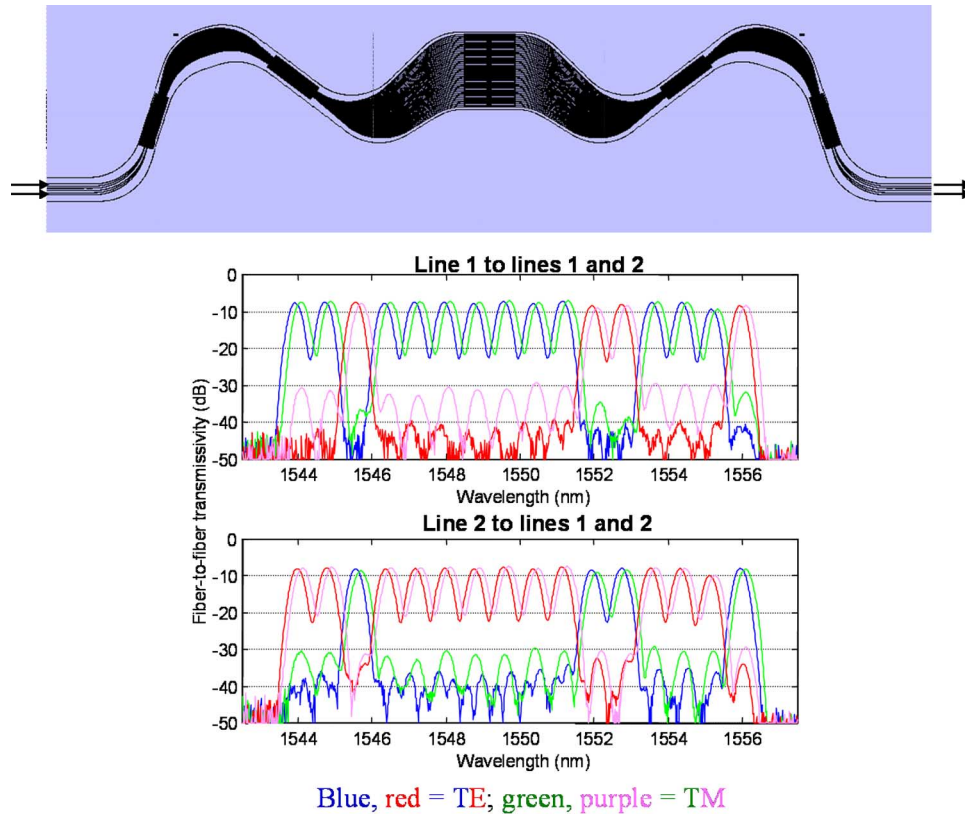 Line 1 to lines 1 and 2
0
-10
-20
-30
-40
-50
1544 1546 1548 1550 1552 1554 1556
Wavelength (nm)
Fiber-to-fiber transmissivity (dB)
Line 2 to lines 1 and 2
0
-10
-20
-30
-40
-50
1544 1546 1548 1550 1552 1554 1556
Wavelength (nm)
Blue, red = TE; green, purple = TM